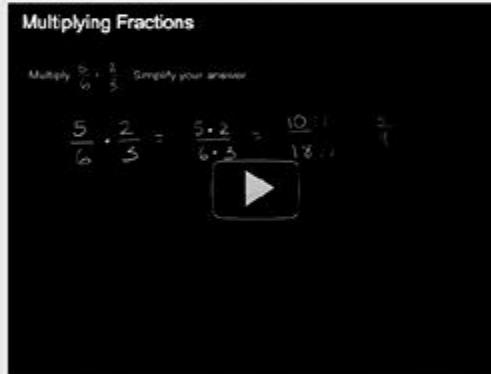 Multiplying Fractions
Multiply 5/6 · 2/3 Simplify your answer
5/6 · 2/3 = 5·2/6·3 = 10/18